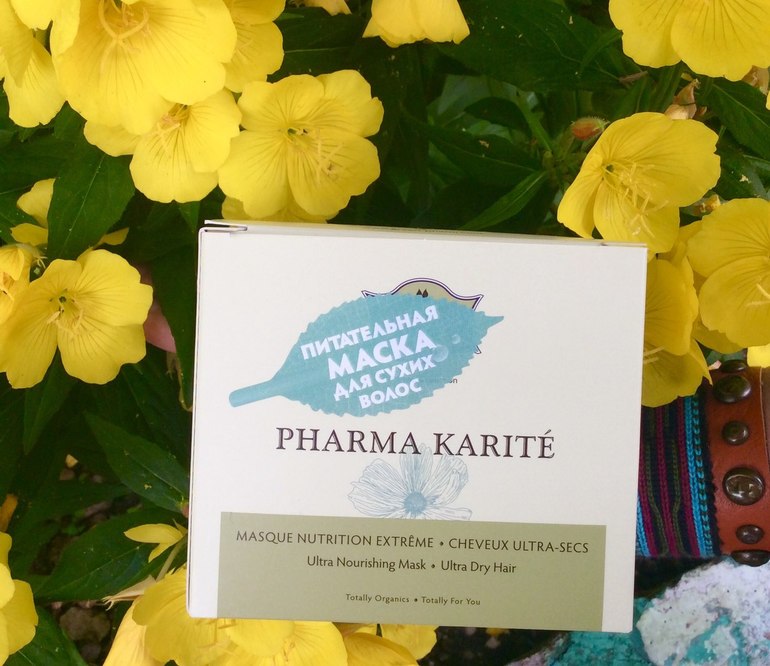 ПИТАТЕЛЬНАЯ
МАСКА
ДЛЯ СУХИХ
ВОЛОС
PHARMA KARITÉ
MASQUE NUTRITION EXTRÊME • CHEVEUX ULTRA-SECS
Ultra Nourishing Mask • Ultra Dry Hair
Totally Organics • Totally For You